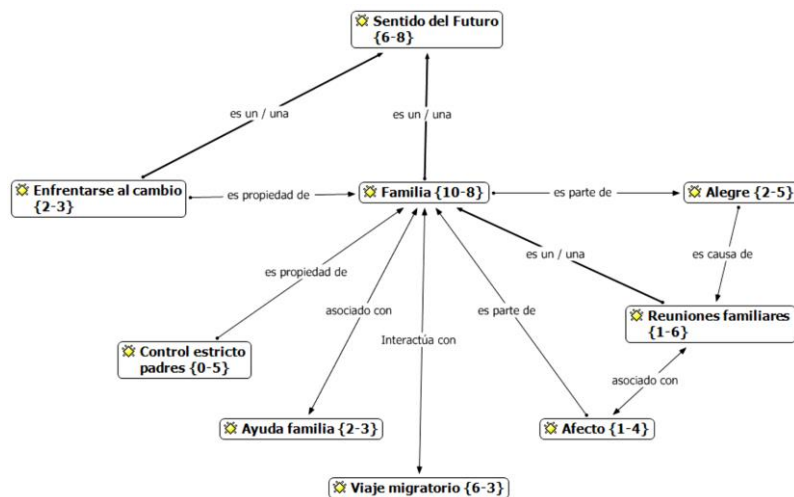 Sentido del Futuro
{6-8}
es un / una
es un / una
Enfrentarse al cambio
{2-3}
es propiedad de
Familia {10-8}
es parte de
Alegre {2-5}
es un / una
es causa de
es propiedad de
asociado con
es parte de
Reuniones familiares
{1-6}
Interactúa con
Control estricto
padres {0-5}
asociado con
Ayuda familia {2-3}
Afecto {1-4}
Viaje migratorio {6-3}